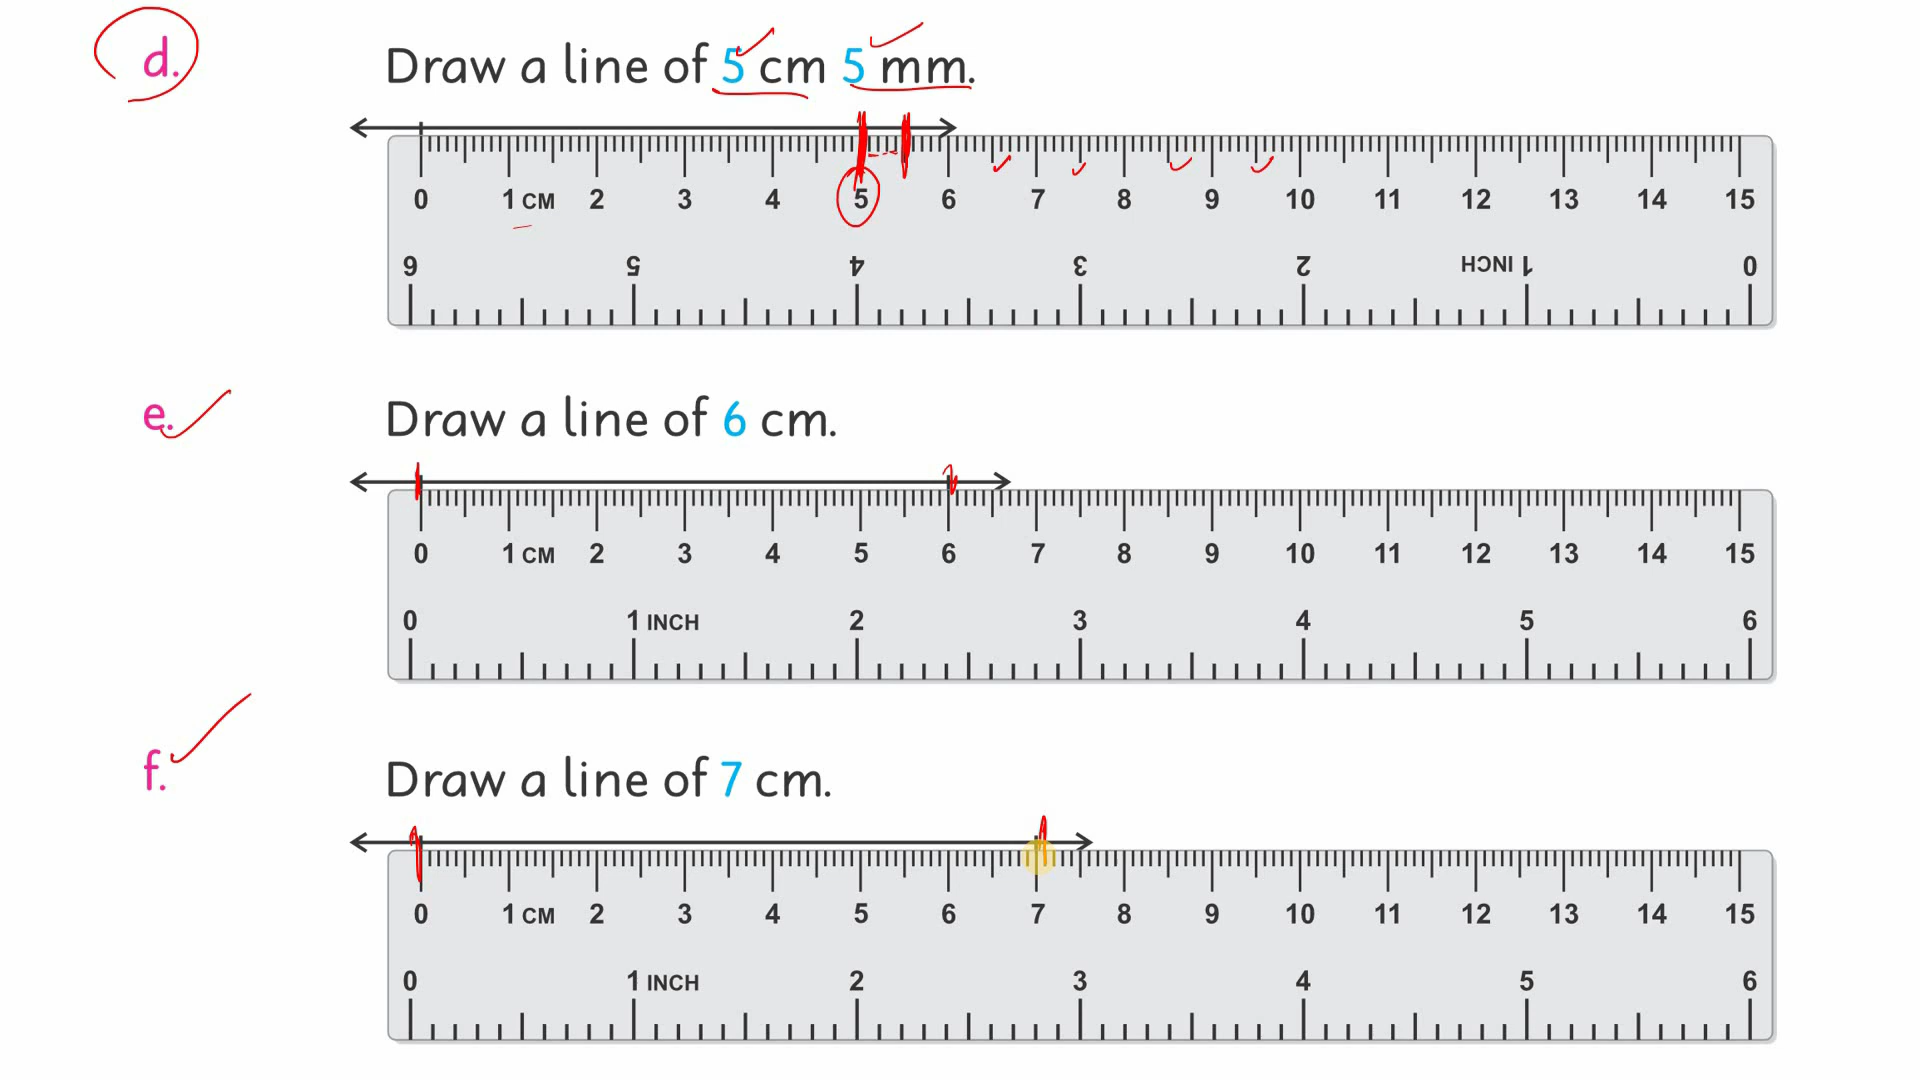 d. Draw a line of 5 cm 5 mm.
0 1 CM 2 3 4 5 6 7 8 9 10 11 12 13 14 15
6 5 4 3 2 1 INCH 0
e. Draw a line of 6 cm.
0 1 CM 2 3 4 5 6 7 8 9 10 11 12 13 14 15
0 1 INCH 2 3 4 5 6
f. Draw a line of 7 cm.
0 1 CM 2 3 4 5 6 7 8 9 10 11 12 13 14 15
0 1 INCH 2 3 4 5 6